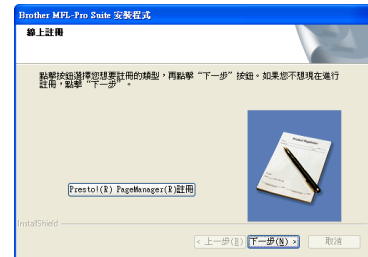 Brother MFL-Pro Suite 安裝程式
線上註冊
點擊按鈕選擇您想要註冊的類型，再點擊“下一步”按鈕。如果您不想現在進行
註冊，點擊“下一步”。
Presto!(R) PageManager(R)註冊
InstallShield
< 上一步(B)
下一步(N) >
取消